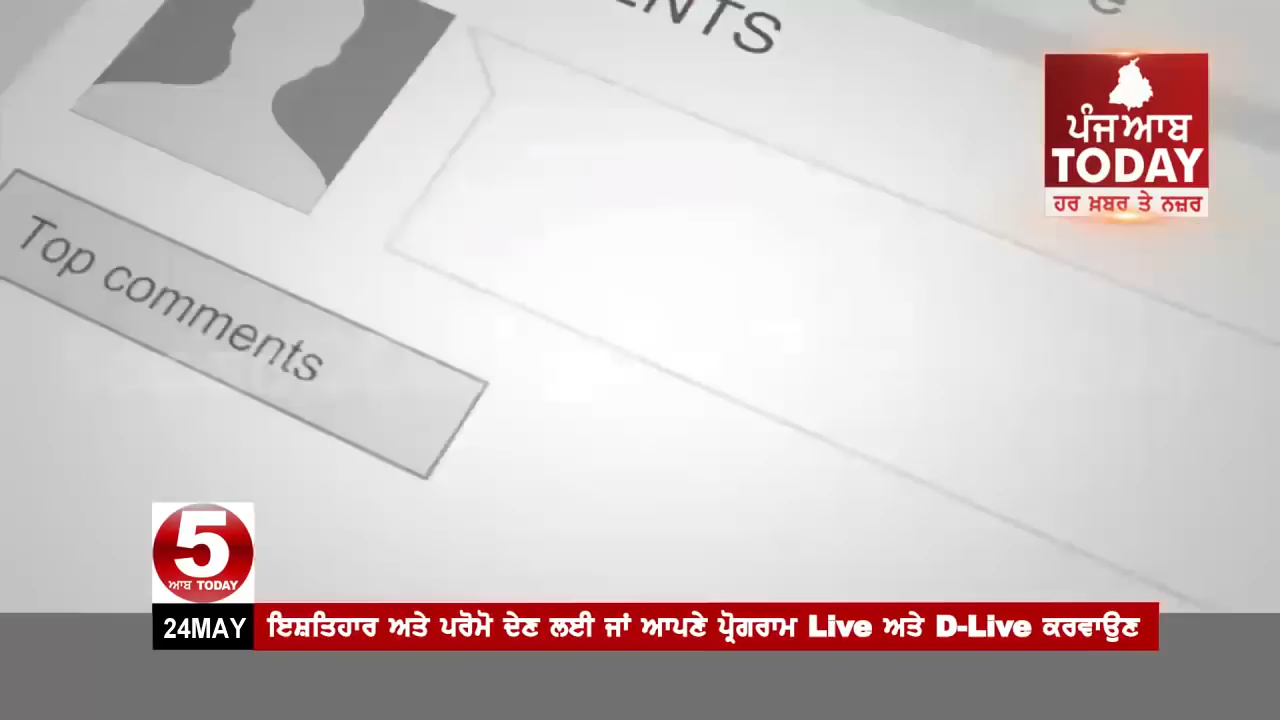 ਪੰਜਆਬ
TODAY
ਹਰ ਖ਼ਬਰ ਤੇ ਨਜ਼ਰ
Top comments
5
ਆਬ TODAY
24MAY
ਇਸ਼ਤਿਹਾਰ ਅਤੇ ਪਰੋਮੋ ਦੇਣ ਲਈ ਜਾਂ ਆਪਣੇ ਪ੍ਰੋਗਰਾਮ Live ਅਤੇ D-Live ਕਰਵਾਉਣ